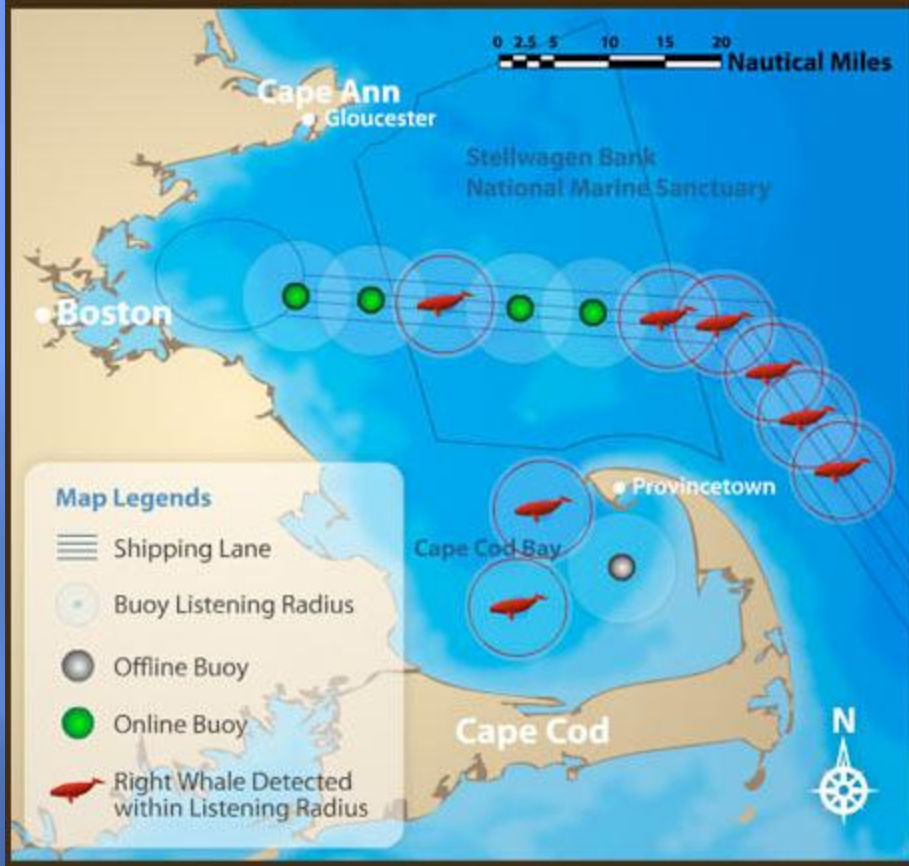 0 2.5 5 10 15 20
Nautical Miles
Cape Ann
Gloucester
Stellwagen Bank
National Marine Sanctuary
Boston
Provincetown
Cape Cod Bay
Cape Cod
N
Map Legends
Shipping Lane
Buoy Listening Radius
Offline Buoy
Online Buoy
Right Whale Detected
within Listening Radius